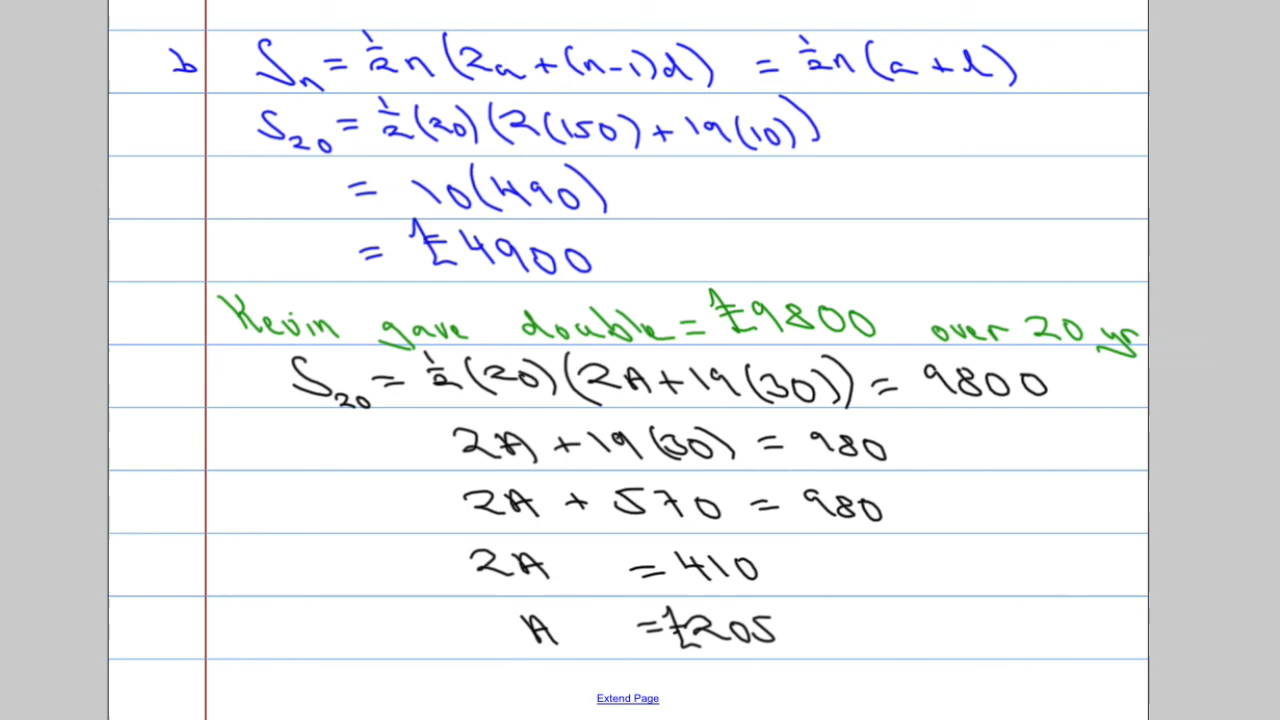 b Sₙ = ½n(2a + (n-1)d) = ½n(a + l)
S₂₀ = ½(20)(2(150) + 19(10))
= 10(490)
= £4900
Kevin gave double = £9800 over 20 yr
S₂₀ = ½(20)(2A + 19(30)) = 9800
2A + 19(30) = 980
2A + 570 = 980
2A = 410
A = £205
Extend Page